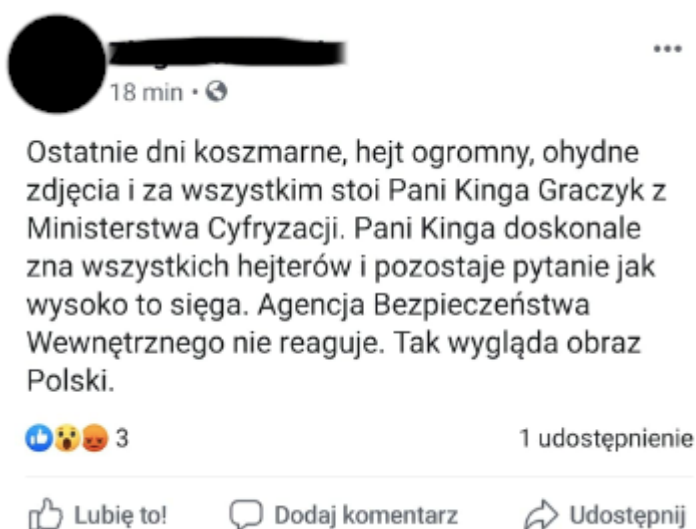 18 min •
Ostatnie dni koszmarne, hejt ogromny, ohydne
zdjęcia i za wszystkim stoi Pani Kinga Graczyk z
Ministerstwa Cyfryzacji. Pani Kinga doskonale
zna wszystkich hejterów i pozostaje pytanie jak
wysoko to sięga. Agencja Bezpieczeństwa
Wewnętrznego nie reaguje. Tak wygląda obraz
Polski.
3 1 udostępnienie
Lubię to! Dodaj komentarz Udostępnij